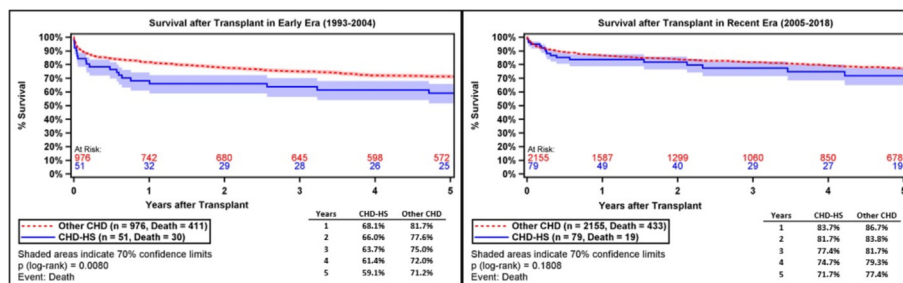 Survival after Transplant in Early Era (1993-2004)
% Survival
100%
90%
80%
70%
60%
50%
40%
30%
20%
10%
0%
At Risk:
976 742 680 645 598 572
51 32 29 28 26 25
0 1 2 3 4 5
Years after Transplant
Other CHD (n = 976, Death = 411)
CHD-HS (n = 51, Death = 30)
Shaded areas indicate 70% confidence limits
p (log-rank) = 0.0080
Event: Death
Years CHD-HS Other CHD
1 68.1% 81.7%
2 66.0% 77.6%
3 63.7% 75.0%
4 61.4% 72.0%
5 59.1% 71.2%
Survival after Transplant in Recent Era (2005-2018)
% Survival
100%
90%
80%
70%
60%
50%
40%
30%
20%
10%
0%
At Risk:
2155 1587 1299 1060 850 678
79 49 40 29 27 19
0 1 2 3 4 5
Years after Transplant
Other CHD (n = 2155, Death = 433)
CHD-HS (n = 79, Death = 19)
Shaded areas indicate 70% confidence limits
p (log-rank) = 0.1808
Event: Death
Years CHD-HS Other CHD
1 83.7% 86.7%
2 81.7% 83.8%
3 77.4% 81.7%
4 74.7% 79.3%
5 71.7% 77.4%